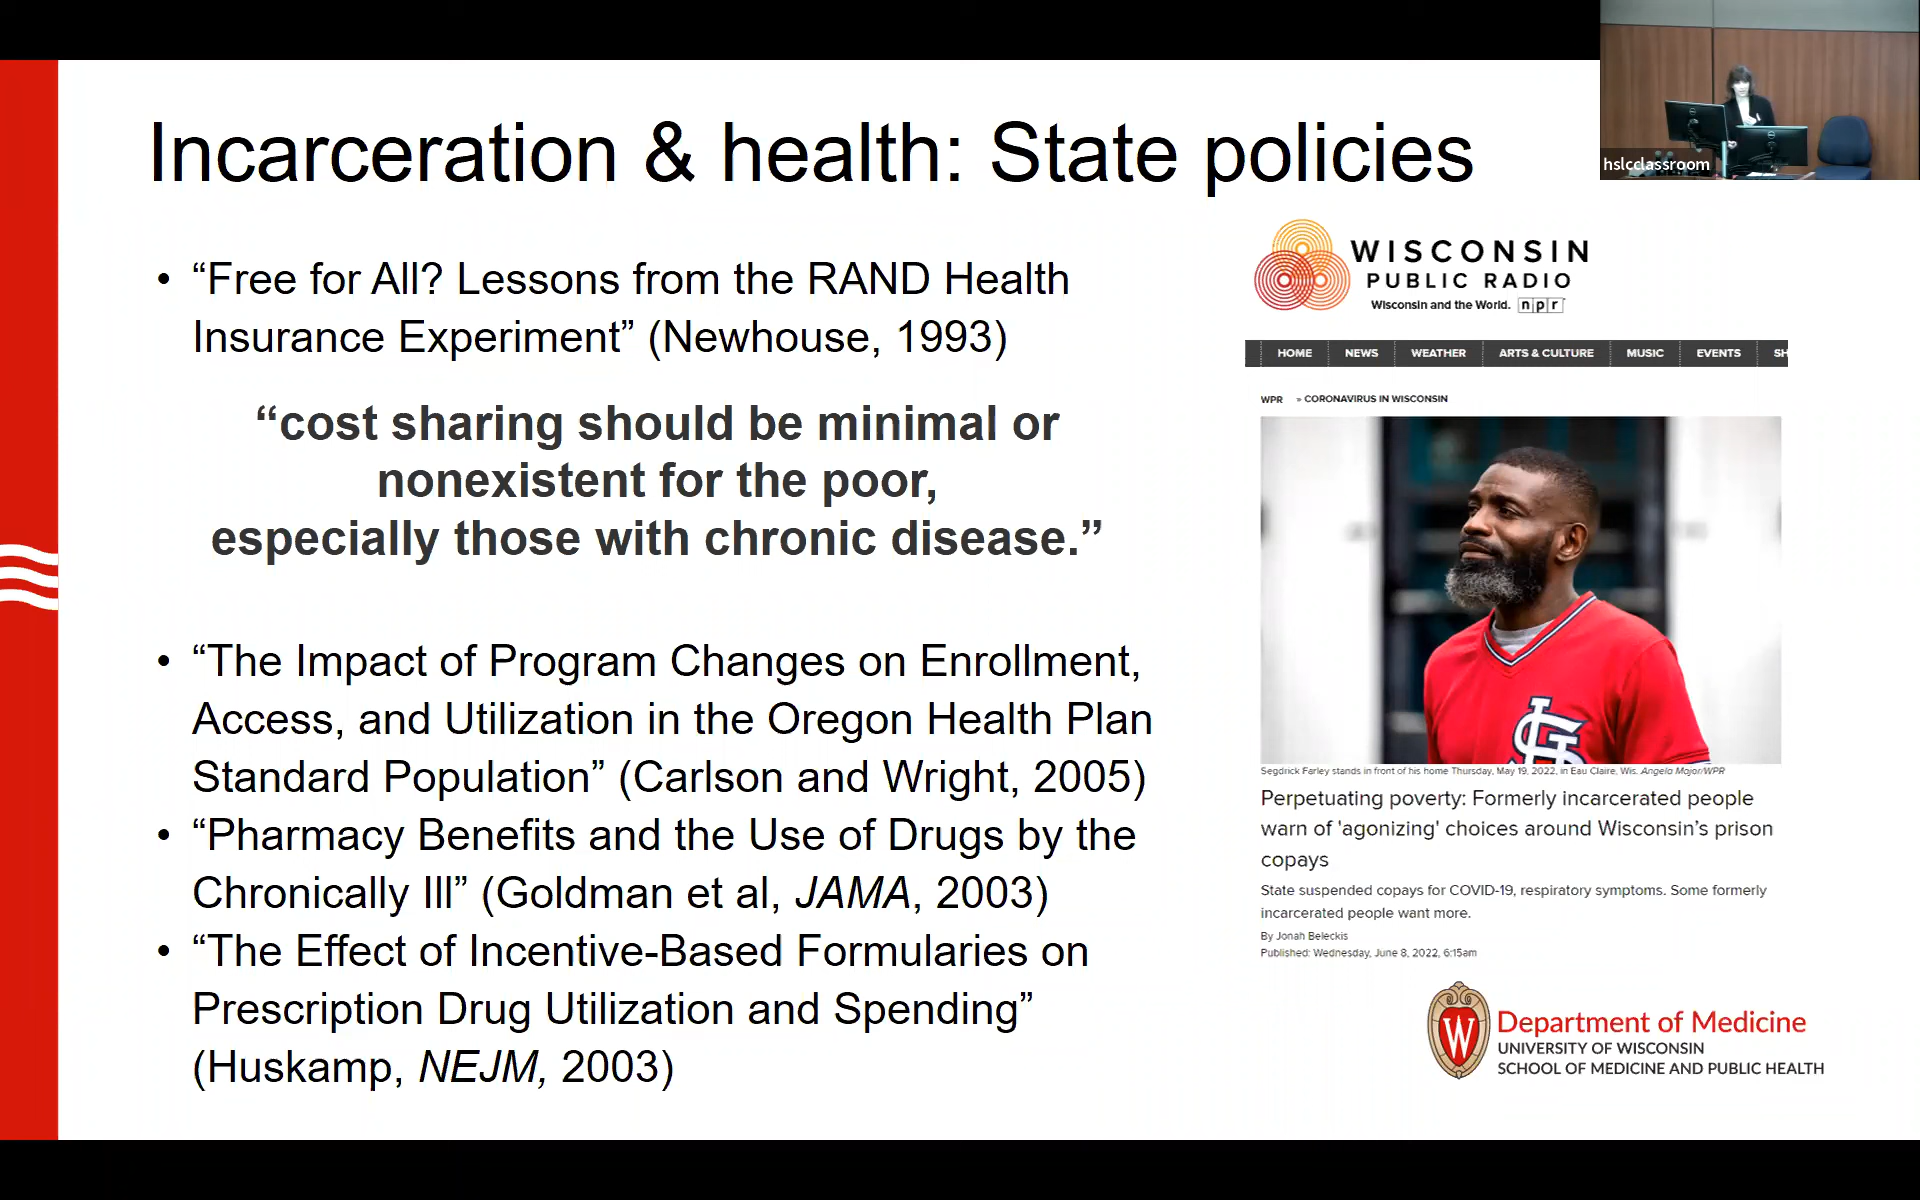 hslcclassroom
Incarceration & health: State policies
• “Free for All? Lessons from the RAND Health
Insurance Experiment” (Newhouse, 1993)
“cost sharing should be minimal or
nonexistent for the poor,
especially those with chronic disease.”
• “The Impact of Program Changes on Enrollment,
Access, and Utilization in the Oregon Health Plan
Standard Population” (Carlson and Wright, 2005)
• “Pharmacy Benefits and the Use of Drugs by the
Chronically Ill” (Goldman et al, JAMA, 2003)
• “The Effect of Incentive-Based Formularies on
Prescription Drug Utilization and Spending”
(Huskamp, NEJM, 2003)
WISCONSIN
PUBLIC RADIO
Wisconsin and the World. npr
HOME NEWS WEATHER ARTS & CULTURE MUSIC EVENTS SH
WPR » CORONAVIRUS IN WISCONSIN
StL
Segdrick Farley stands in front of his home Thursday, May 19, 2022, in Eau Claire, Wis. Angela Major/WPR
Perpetuating poverty: Formerly incarcerated people
warn of 'agonizing' choices around Wisconsin’s prison
copays
State suspended copays for COVID-19, respiratory symptoms. Some formerly
incarcerated people want more.
By Jonah Beleckis
Published: Wednesday, June 8, 2022, 6:15am
W
Department of Medicine
UNIVERSITY OF WISCONSIN
SCHOOL OF MEDICINE AND PUBLIC HEALTH